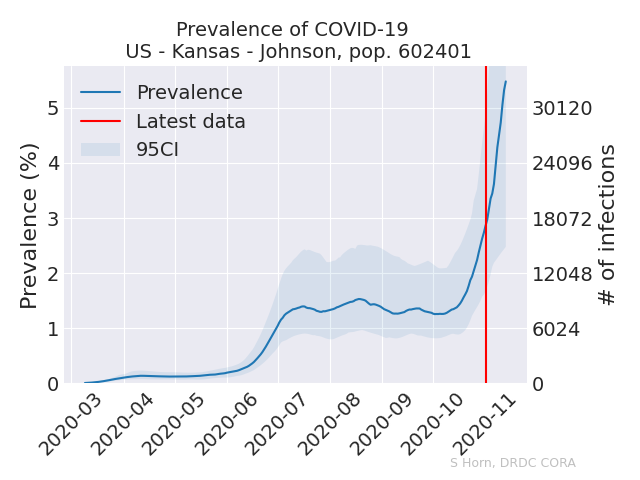 Prevalence of COVID-19
US - Kansas - Johnson, pop. 602401
Prevalence
Latest data
95CI
Prevalence (%)
5
4
3
2
1
0
30120
24096
18072
12048
6024
0
# of infections
2020-03
2020-04
2020-05
2020-06
2020-07
2020-08
2020-09
2020-10
2020-11
S Horn, DRDC CORA